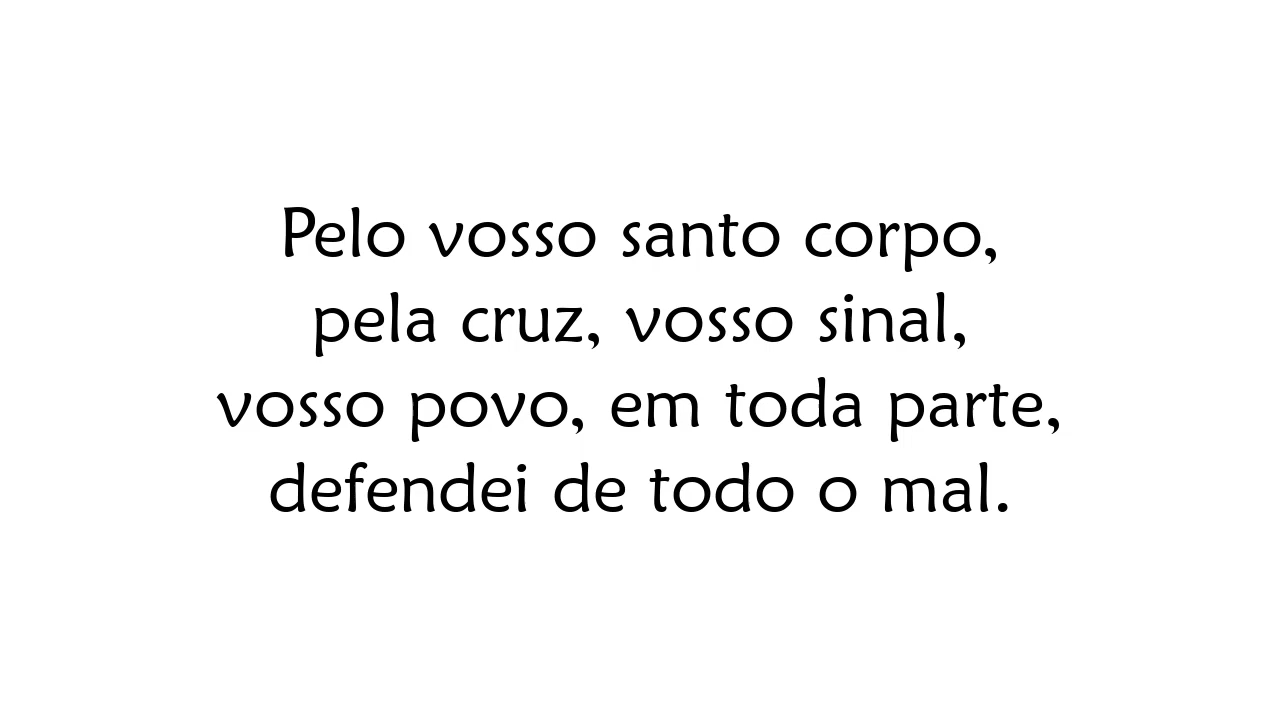 Pelo vosso santo corpo,
pela cruz, vosso sinal,
vosso povo, em toda parte,
defendei de todo o mal.